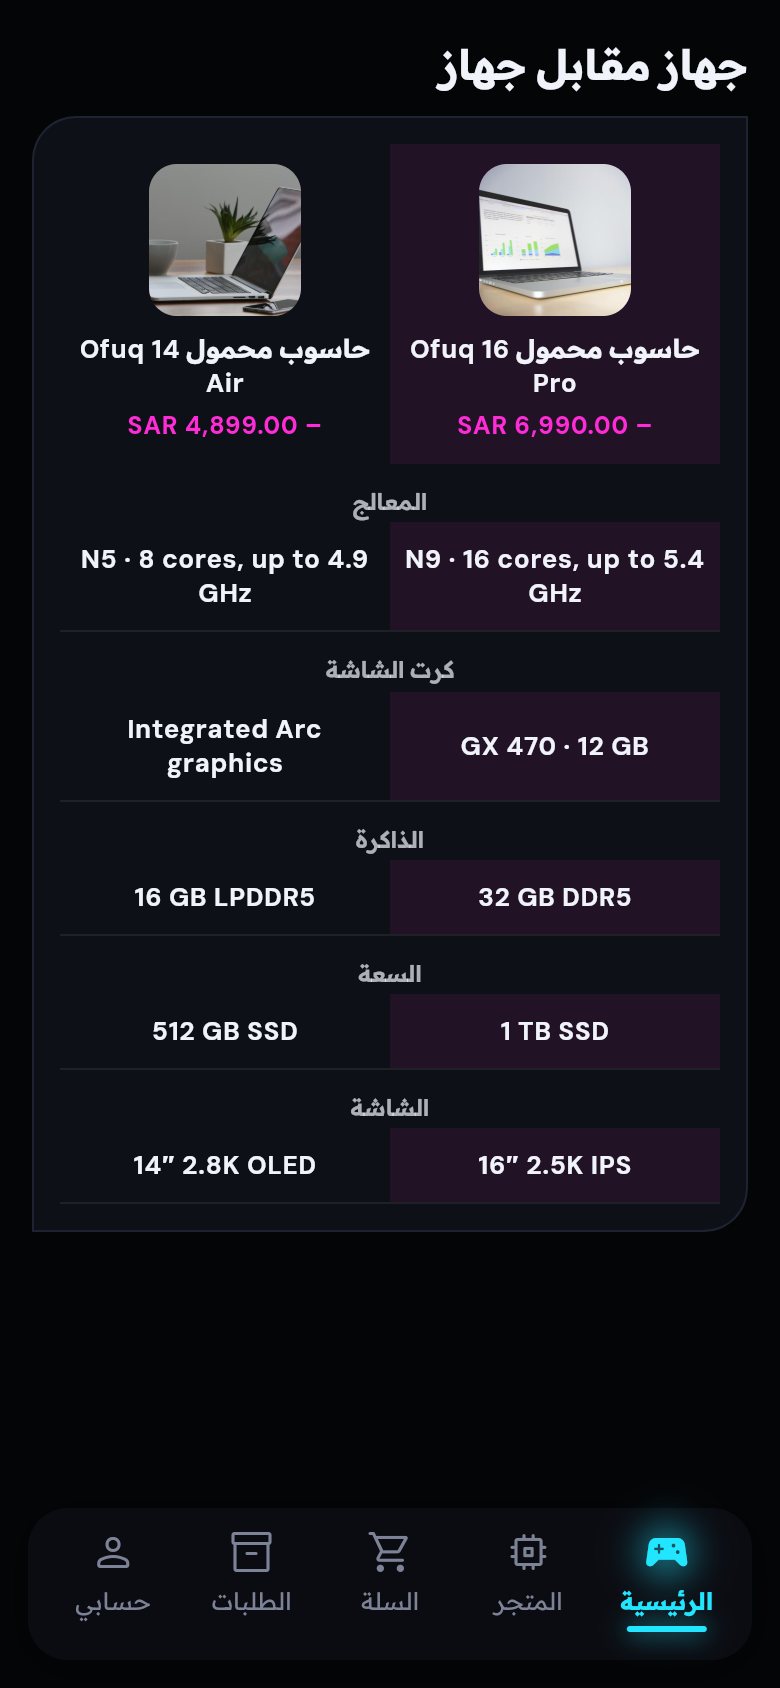 جهاز مقابل جهاز
حاسوب محمول Ofuq 16
Pro
SAR 6,990.00 –
حاسوب محمول Ofuq 14
Air
SAR 4,899.00 –
المعالج
N9 · 16 cores, up to 5.4
GHz
N5 · 8 cores, up to 4.9
GHz
كرت الشاشة
GX 470 · 12 GB
Integrated Arc
graphics
الذاكرة
32 GB DDR5
16 GB LPDDR5
السعة
1 TB SSD
512 GB SSD
الشاشة
16″ 2.5K IPS
14″ 2.8K OLED
الرئيسية
المتجر
السلة
الطلبات
حسابي